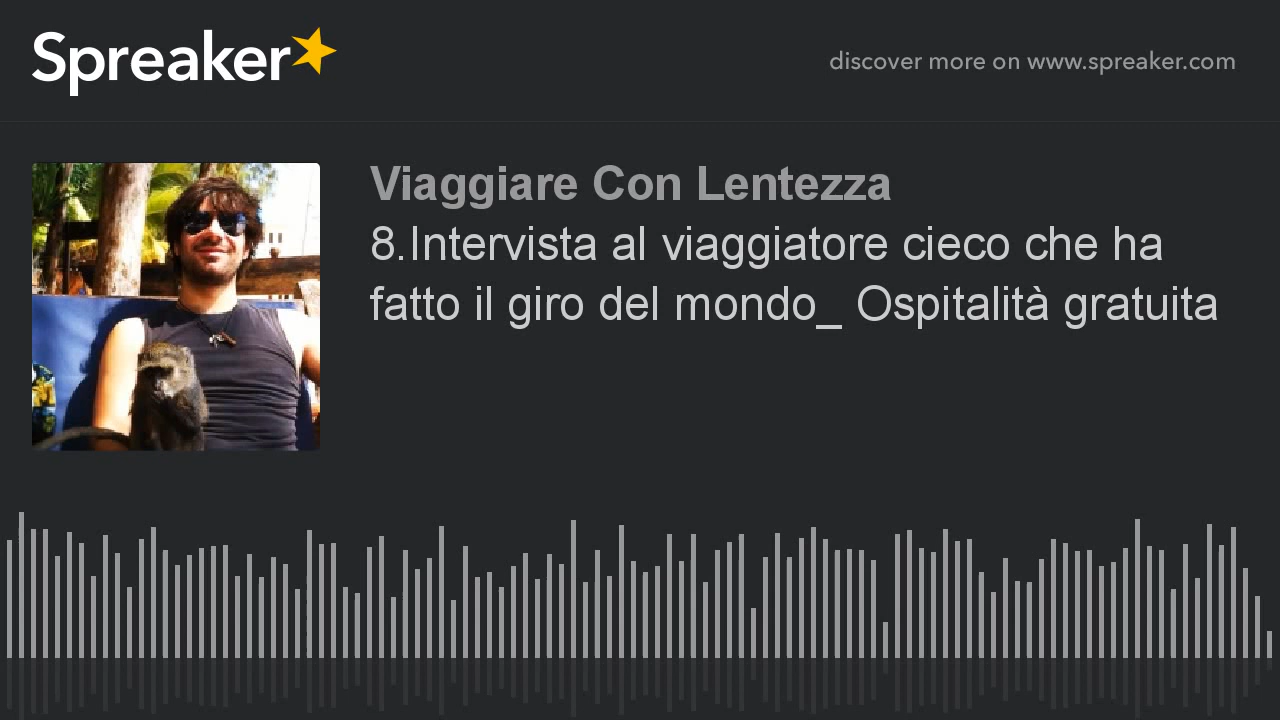 Spreaker
discover more on www.spreaker.com
Viaggiare Con Lentezza
8.Intervista al viaggiatore cieco che ha
fatto il giro del mondo_ Ospitalità gratuita